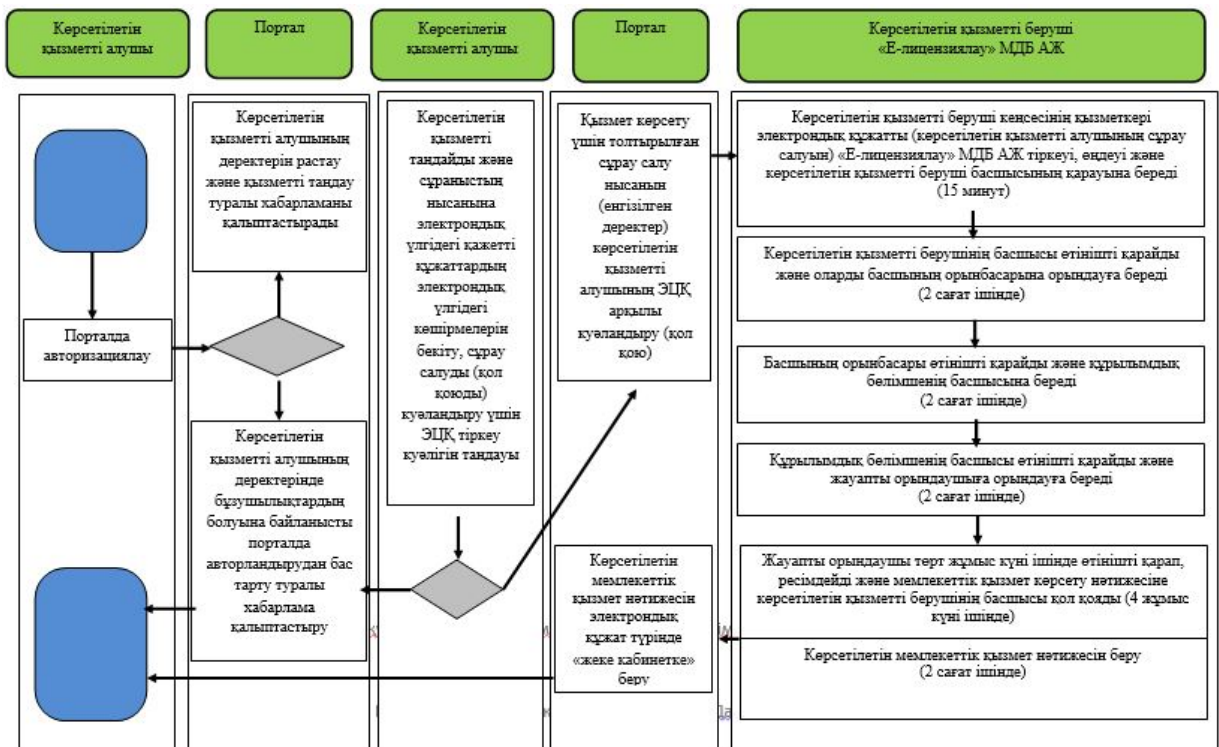 Көрсетілетін
қызметті алушы
Портал
Көрсетілетін
қызметті алушы
Портал
Көрсетілетін қызметті беруші
«Е-лицензиялау» МДБ АЖ
Порталда
авторизациялау
Көрсетілетін
қызметті алушының
деректерін растау
және қызметті таңдау
туралы хабарламаны
қалыптастырады
Көрсетілетін
қызметті алушының
деректерінде
бұзушылықтардың
болуына байланысты
порталда
авторландырудан бас
тарту туралы
хабарлама
қалыптастыру
Көрсетілетін
қызметті
таңдайды және
сұраныстың
нысанына
электрондық
үлгідегі қажетті
құжаттардың
электрондық
үлгідегі
көшірмелерін
бекіту, сұрау
салуды (қол
қоюды)
куәландыру үшін
ЭЦҚ тіркеу
куәлігін таңдауы
Қызмет көрсету
үшін толтырылған
сұрау салу
нысанын
(енгізілген
деректер)
көрсетілетін
қызметті
алушының ЭЦҚ
арқылы
куәландыру (қол
қою)
Көрсетілетін
мемлекеттік
қызмет нәтижесін
электрондық
құжат түрінде
«жеке кабинетке»
беру
Көрсетілетін қызметті беруші кеңсесінің қызметкері
электрондық құжатты (көрсетілетін қызметті алушының сұрау
салуын) «Е-лицензиялау» МДБ АЖ тіркеуі, өңдеуі және
көрсетілетін қызметті беруші басшысының қарауына береді
(15 минут)
Көрсетілетін қызметті берушінің басшысы өтінішті қарайды
және оларды басшының орынбасарына орындауға береді
(2 сағат ішінде)
Басшының орынбасары өтінішті қарайды және құрылымдық
бөлімшенің басшысына береді
(2 сағат ішінде)
Құрылымдық бөлімшенің басшысы өтінішті қарайды және
жауапты орындаушыға орындауға береді
(2 сағат ішінде)
Жауапты орындаушы төрт жұмыс күні ішінде өтінішті қарап,
ресімдейді және мемлекеттік қызмет көрсету нәтижесіне
көрсетілетін қызметті берушінің басшысы қол қояды (4 жұмыс
күні ішінде)
Көрсетілетін мемлекеттік қызмет нәтижесін беру
(2 сағат ішінде)